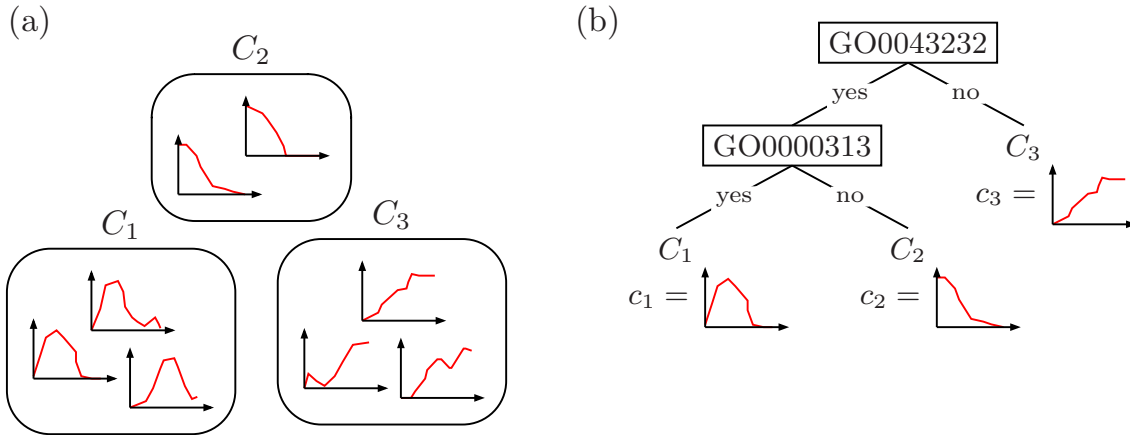 (a)
C₂
C₁
C₃
(b)
GO0043232
yes
no
GO0000313
C₃
c₃ =
yes
no
C₁
C₂
c₁ =
c₂ =